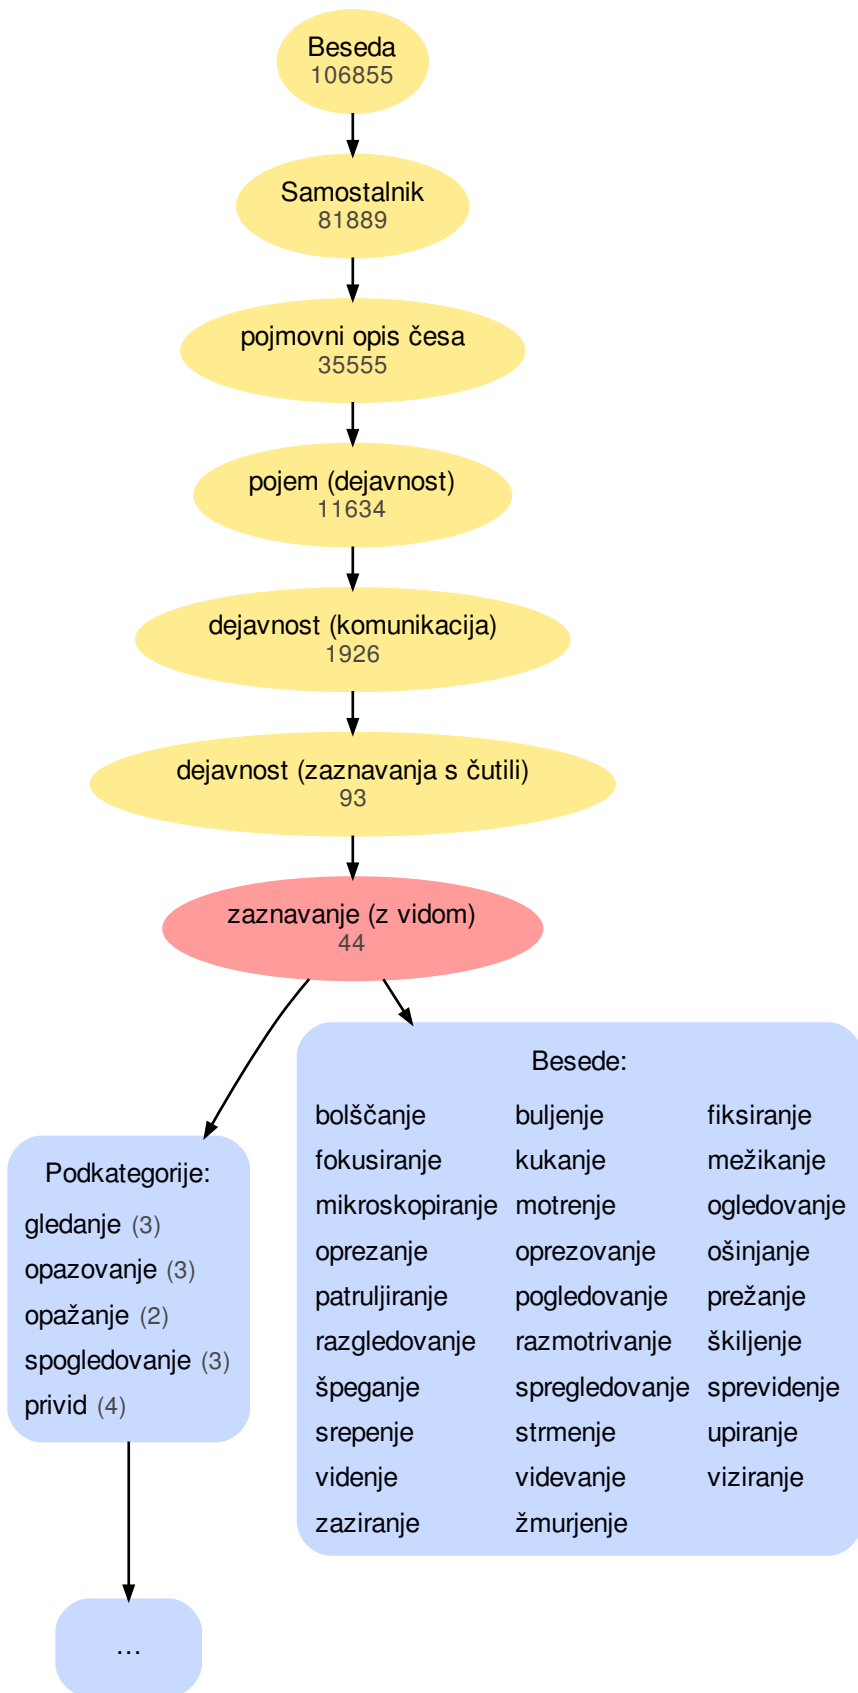 Beseda
106855
Samostalnik
81889
pojmovni opis česa
35555
pojem (dejavnost)
11634
dejavnost (komunikacija)
1926
dejavnost (zaznavanja s čutili)
93
zaznavanje (z vidom)
44
Podkategorije:
gledanje (3)
opazovanje (3)
opažanje (2)
spogledovanje (3)
privid (4)
...
Besede:
bolščanje buljenje fiksiranje
fokusiranje kukanje mežikanje
mikroskopiranje motrenje ogledovanje
oprezanje oprezovanje ošinjanje
patruljiranje pogledovanje prežanje
razgledovanje razmotrivanje škiljenje
špeganje spregledovanje sprevidenje
srepenje strmenje upiranje
videnje videvanje viziranje
zaziranje žmurjenje